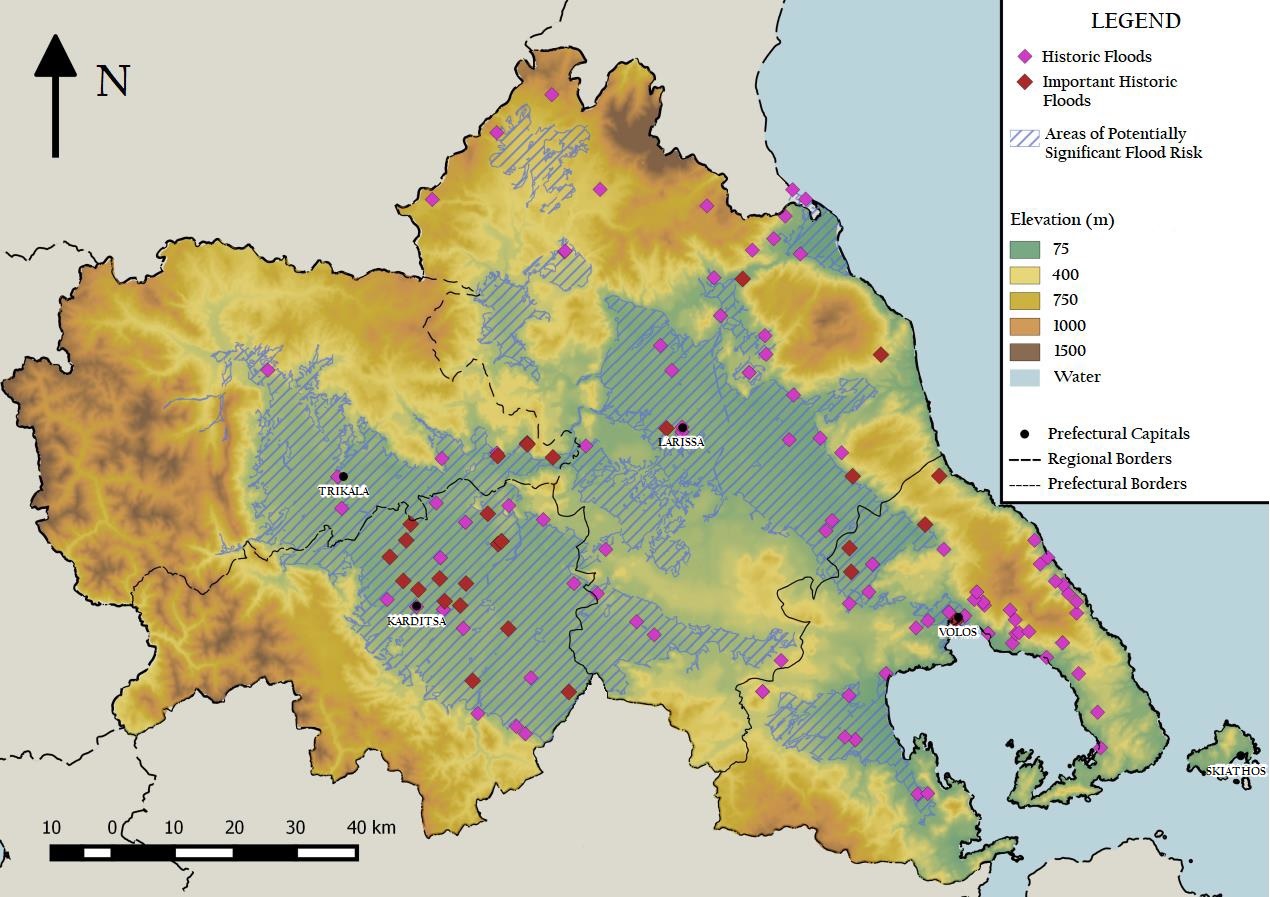 LEGEND
N
Historic Floods
Important Historic
Floods
Areas of Potentially
Significant Flood Risk
Elevation (m)
75
400
750
1000
1500
Water
Prefectural Capitals
Regional Borders
Prefectural Borders
LARISSA
TRIKALA
KARDITSA
VOLOS
SKIATHOS
10 0 10 20 30 40 km